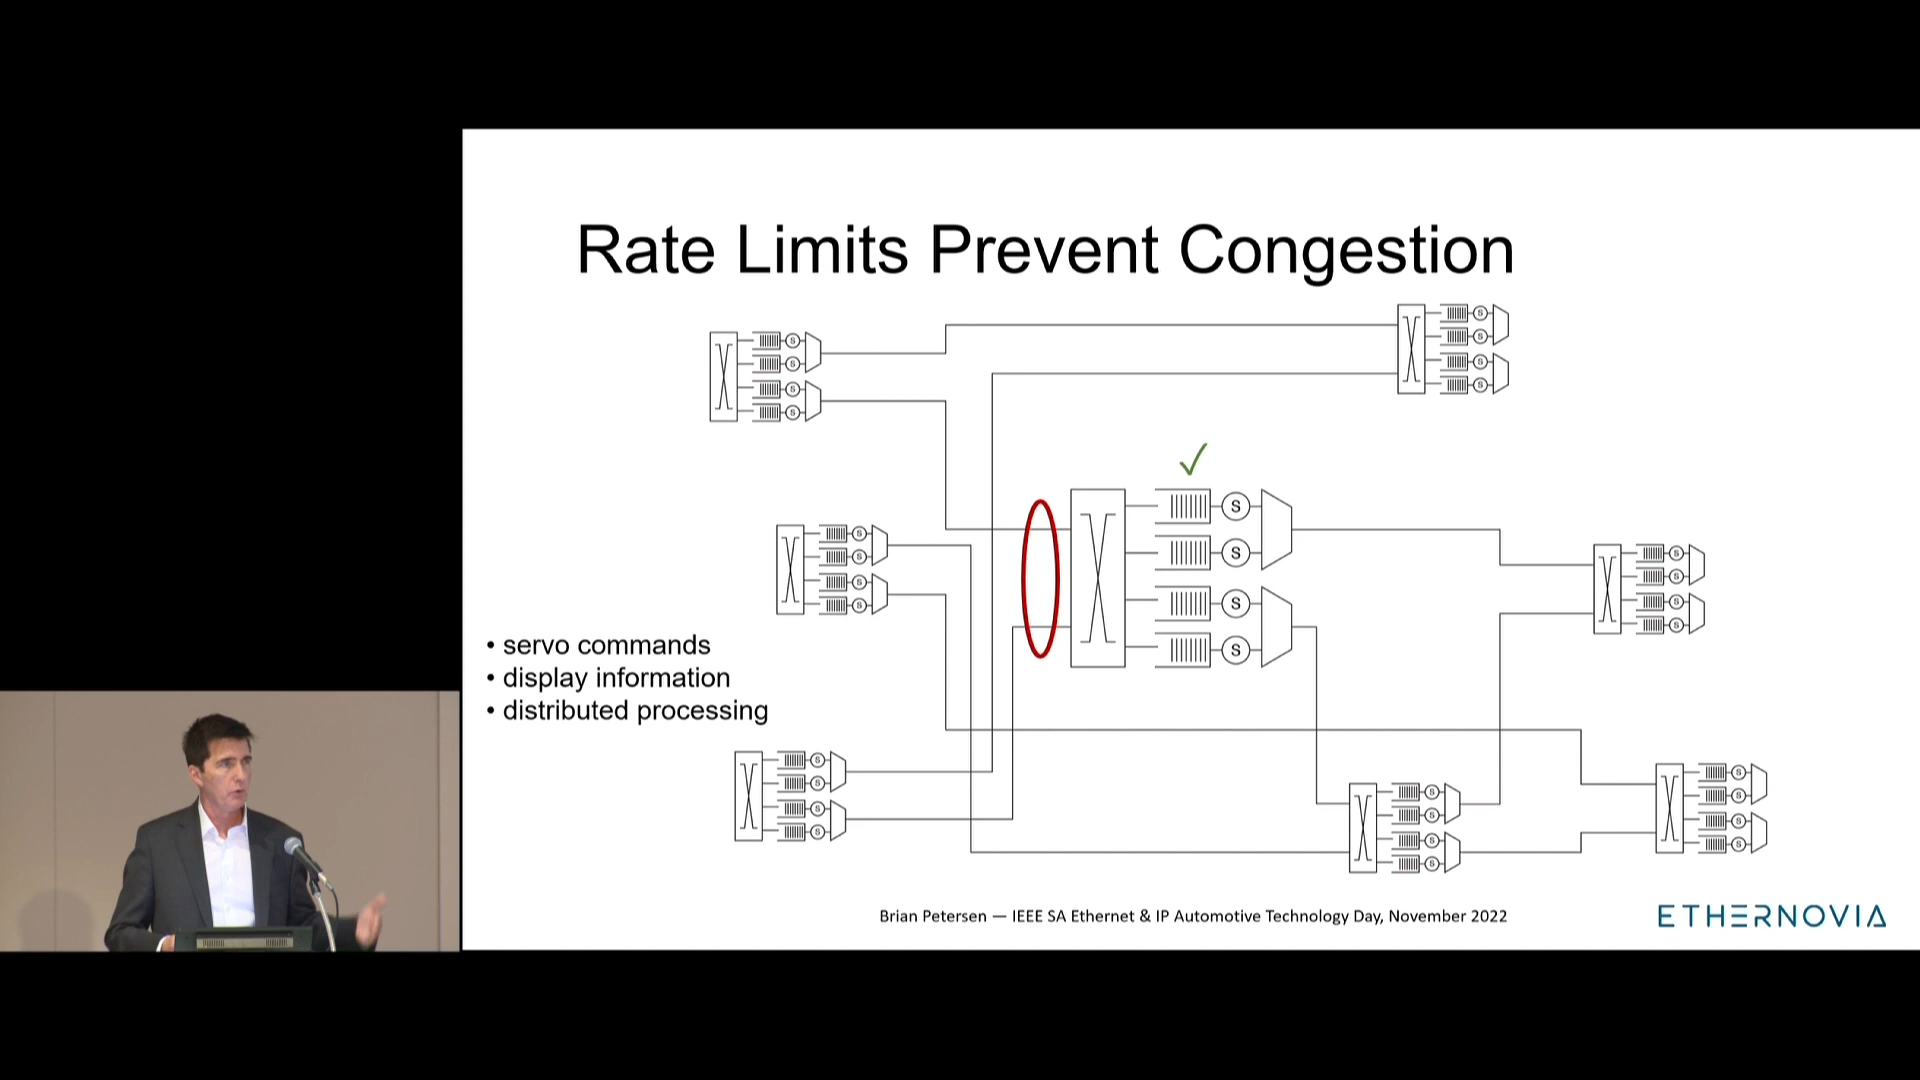 Rate Limits Prevent Congestion
S S S S
S S S S
S
S
S
S
S S S S
S S S S
• servo commands
• display information
• distributed processing
S S S S
S S S S
S S S S
Brian Petersen — IEEE SA Ethernet & IP Automotive Technology Day, November 2022
ETHERNOVIA